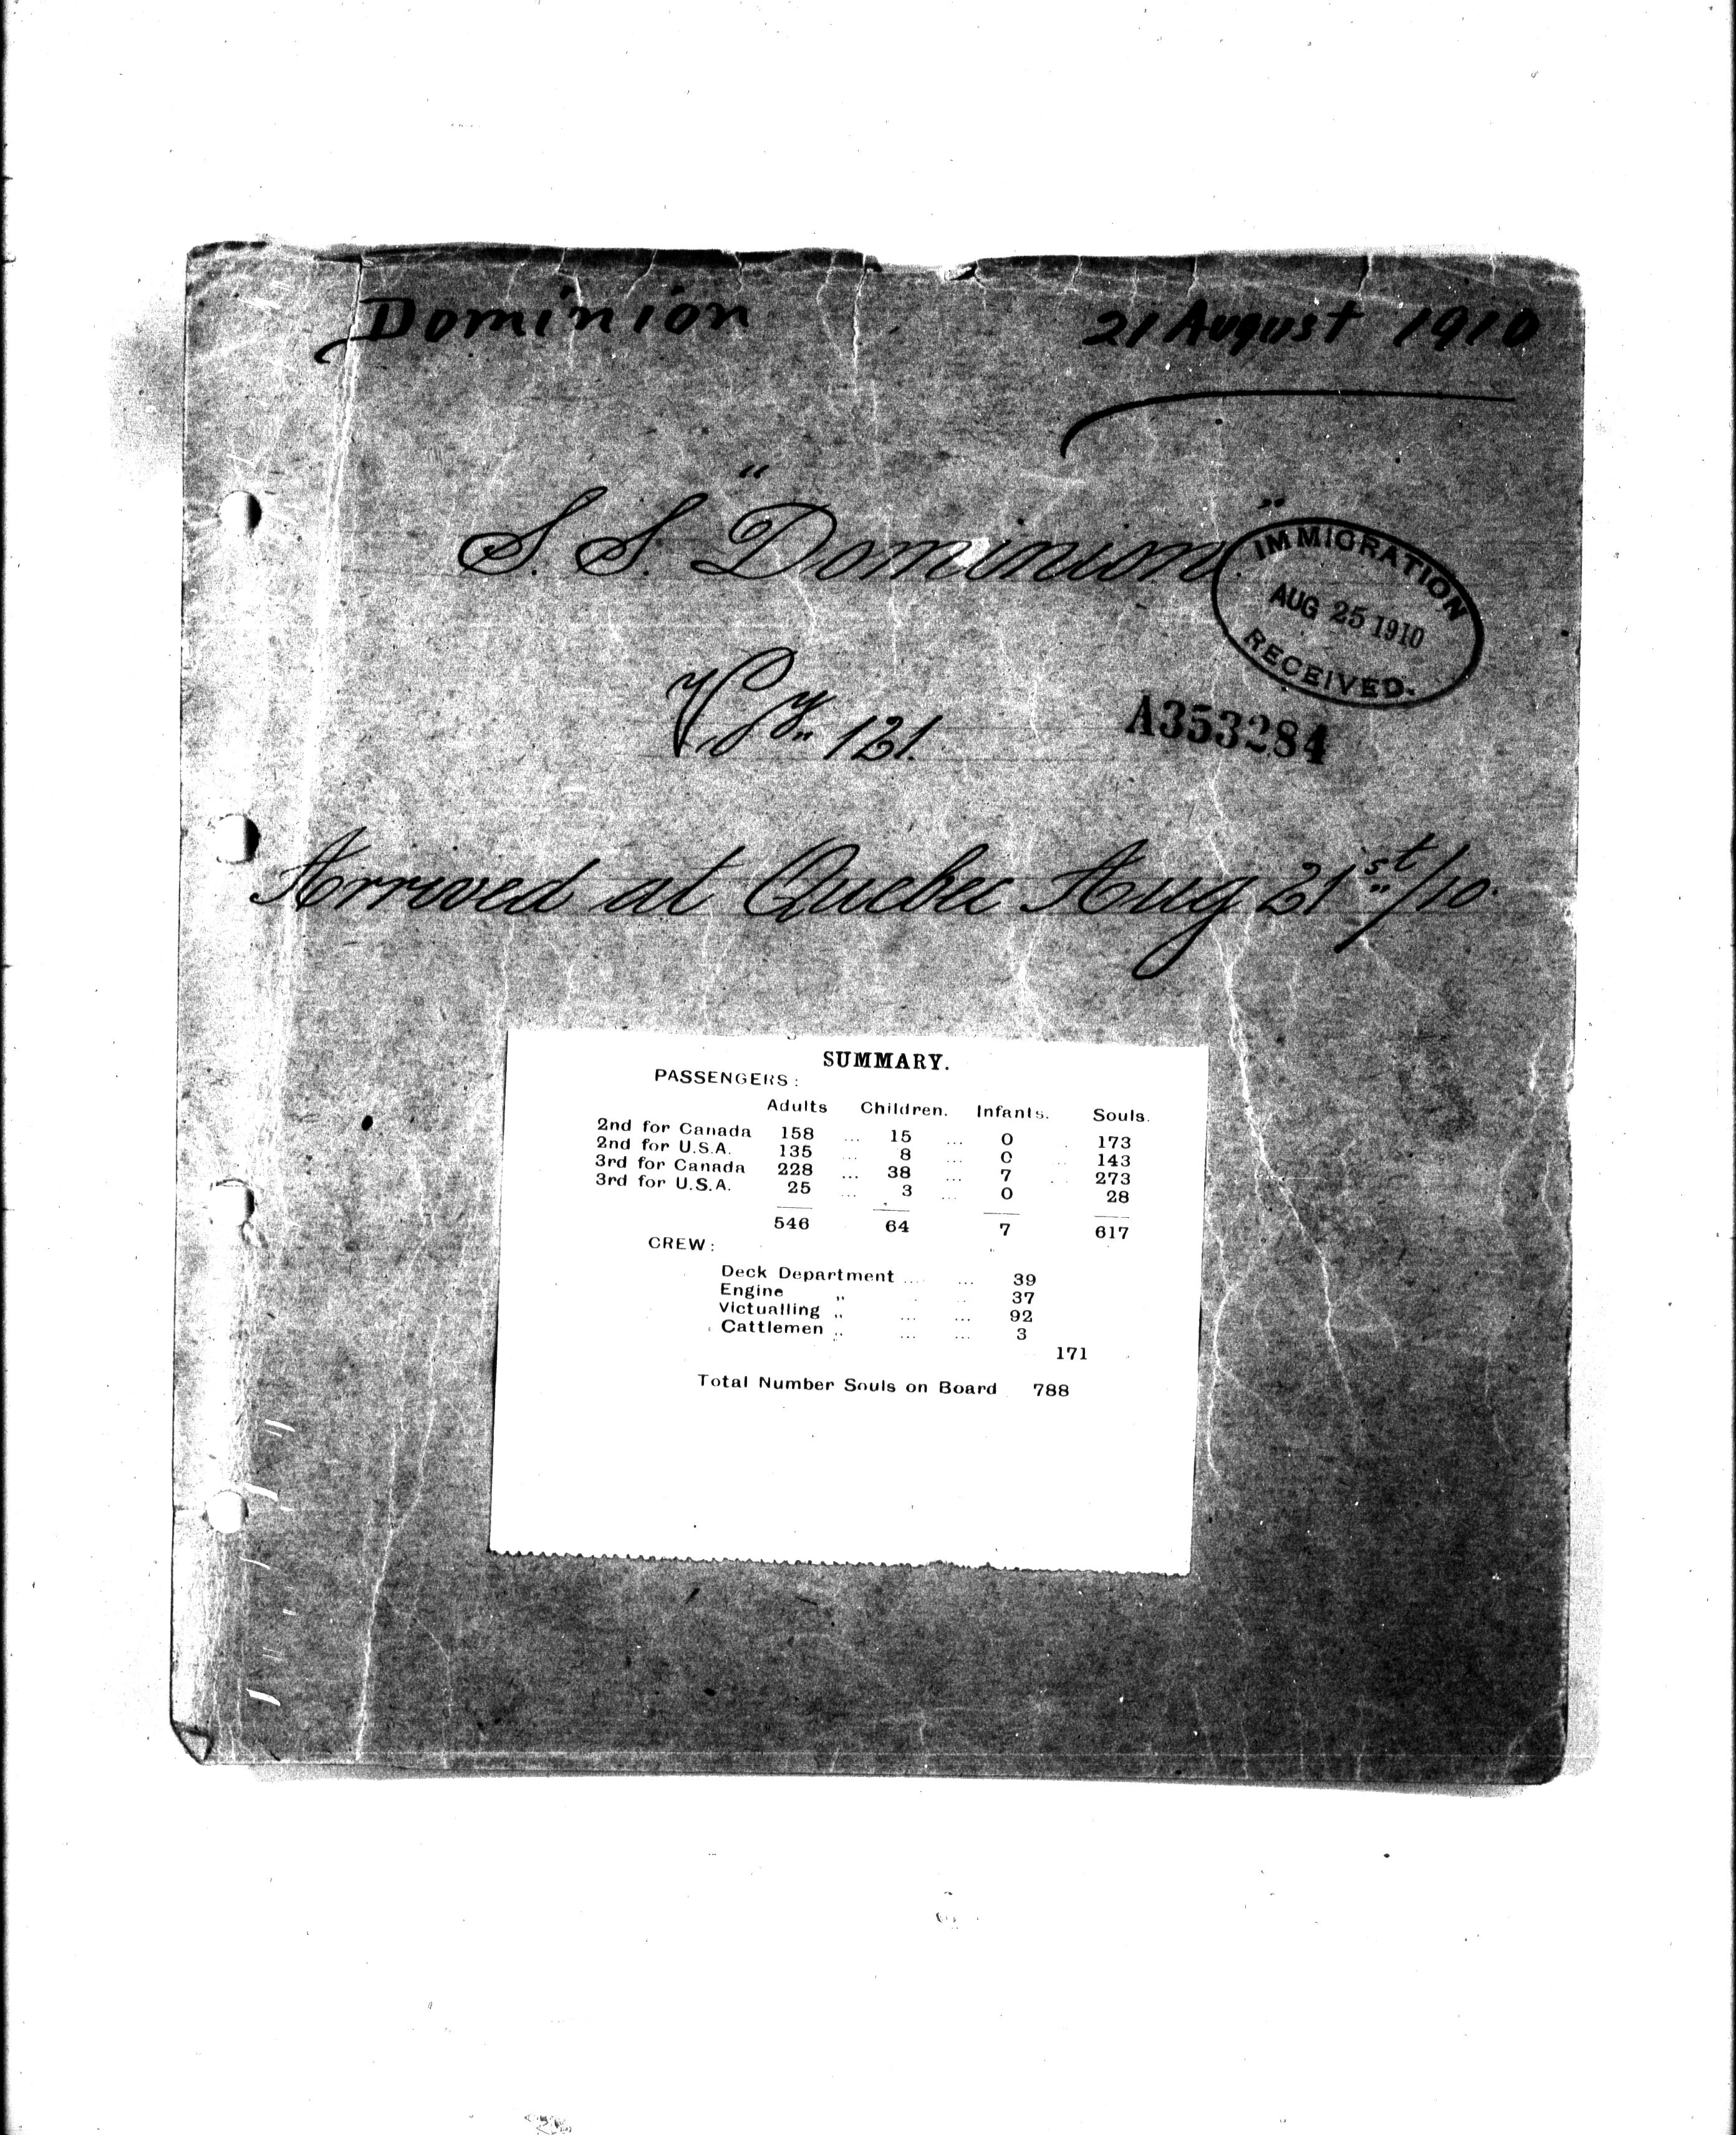 Dominion 21 August 1910
S.S. "Dominion"
IMMIGRATION
AUG 25 1910
RECEIVED.
Vgy. 121.
A353284
Arrived at Quebec Aug 21st/10.
SUMMARY.
PASSENGERS:
Adults Children. Infants. Souls.
2nd for Canada 158 ... 15 ... 0 . 173
2nd for U.S.A. 135 ... 8 ... 0 ... 143
3rd for Canada 228 ... 38 ... 7 ... 273
3rd for U.S.A. 25 ... 3 ... 0 28
546 64 7 617
CREW:
Deck Department ... ... 39
Engine " ... 37
Victualling " ... ... 92
Cattlemen " ... ... 3
171
Total Number Souls on Board 788